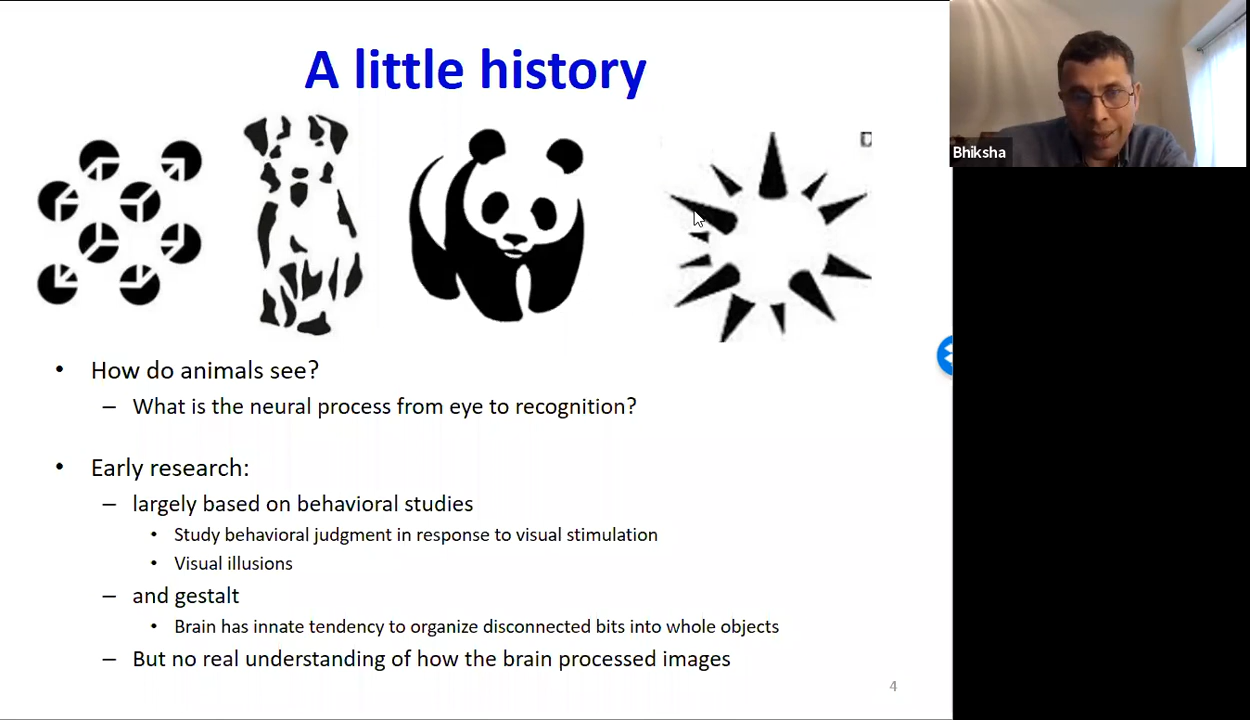 A little history
Bhiksha
• How do animals see?
– What is the neural process from eye to recognition?
• Early research:
– largely based on behavioral studies
• Study behavioral judgment in response to visual stimulation
• Visual illusions
– and gestalt
• Brain has innate tendency to organize disconnected bits into whole objects
– But no real understanding of how the brain processed images
4